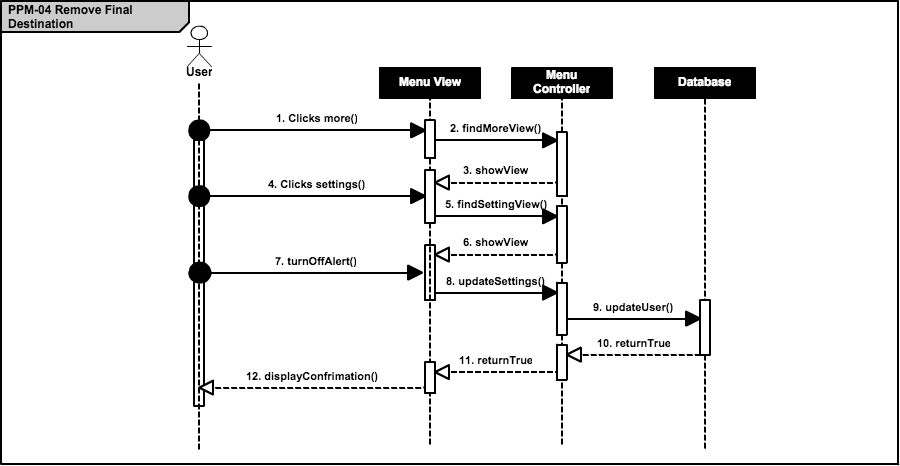 PPM-04 Remove Final
Destination
User
Menu View
Menu
Controller
Database
1. Clicks more()
2. findMoreView()
3. showView
4. Clicks settings()
5. findSettingView()
6. showView
7. turnOffAlert()
8. updateSettings()
9. updateUser()
10. returnTrue
11. returnTrue
12. displayConfrimation()